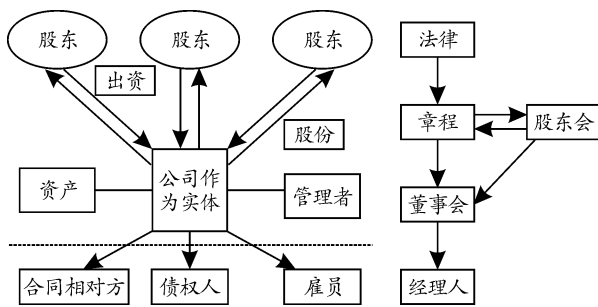 股东
股东
股东
出资
股份
资产
公司作
为实体
管理者
合同相对方
债权人
雇员
法律
章程
股东会
董事会
经理人